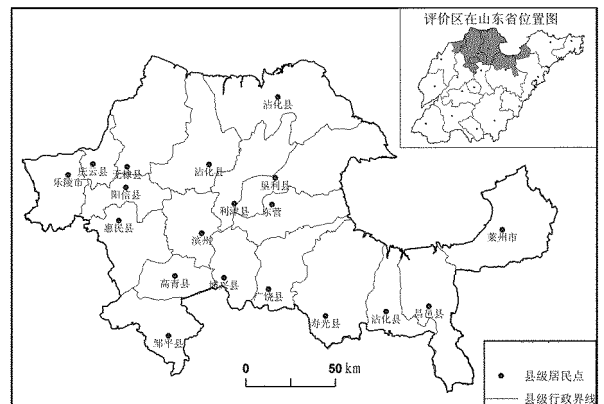 评价区在山东省位置图
沾化县
庆云县
无棣县
沾化县
乐陵市
阳信县
垦利县
利津县
东营
惠民县
滨州
莱州市
高青县
博兴县
广饶县
昌邑县
寿光县
沾化县
邹平县
0 50 km
县级居民点
县级行政界线